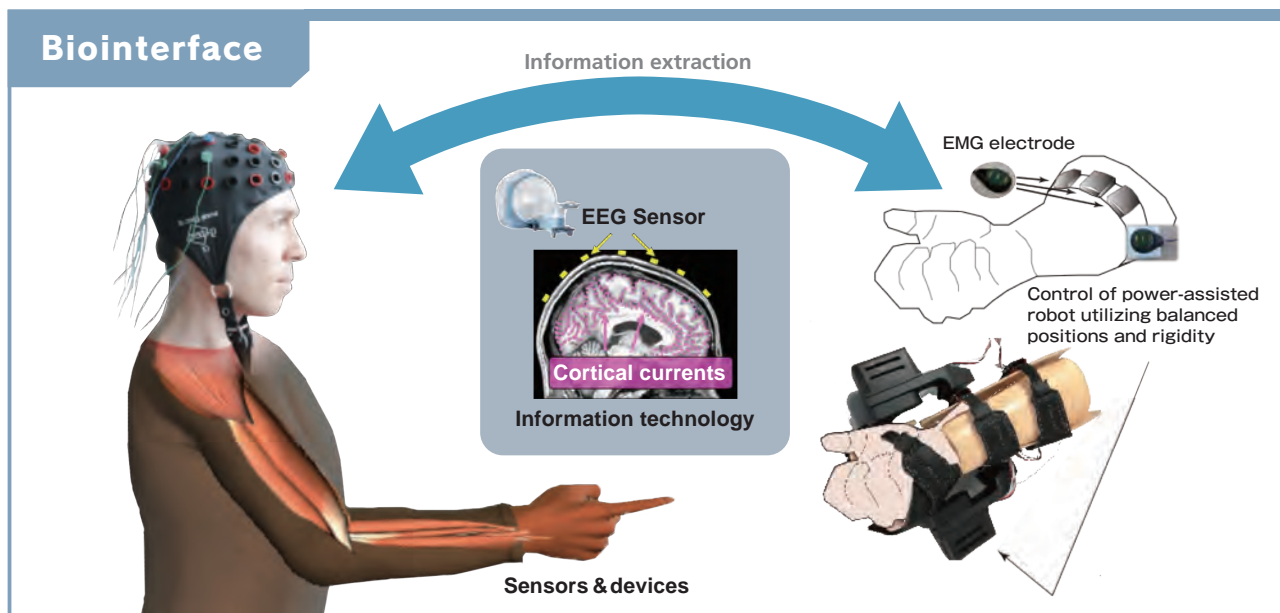 Biointerface
Information extraction
EMG electrode
EEG Sensor
Control of power-assisted
robot utilizing balanced
positions and rigidity
Cortical currents
Information technology
Sensors & devices